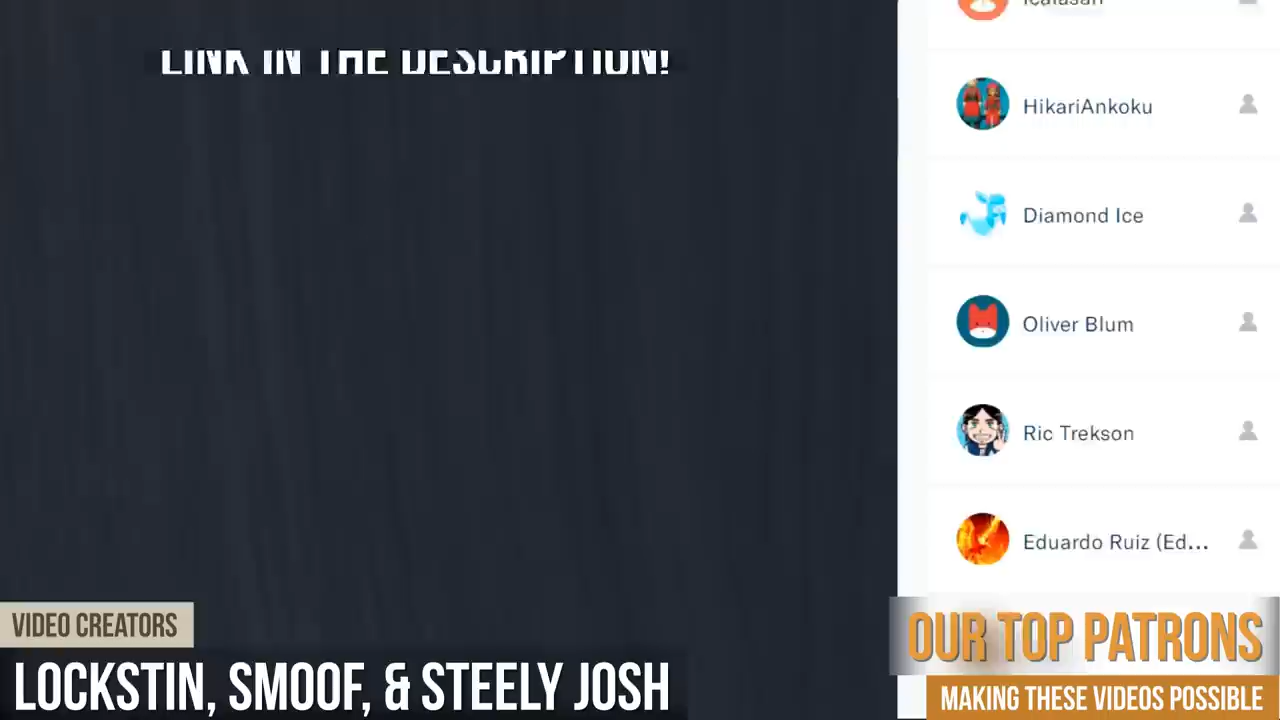 LINK IN THE DESCRIPTION!
HikariAnkoku
Diamond Ice
Oliver Blum
Ric Trekson
Eduardo Ruiz (Ed...
VIDEO CREATORS
LOCKSTIN, SMOOF, & STEELY JOSH
OUR TOP PATRONS
MAKING THESE VIDEOS POSSIBLE